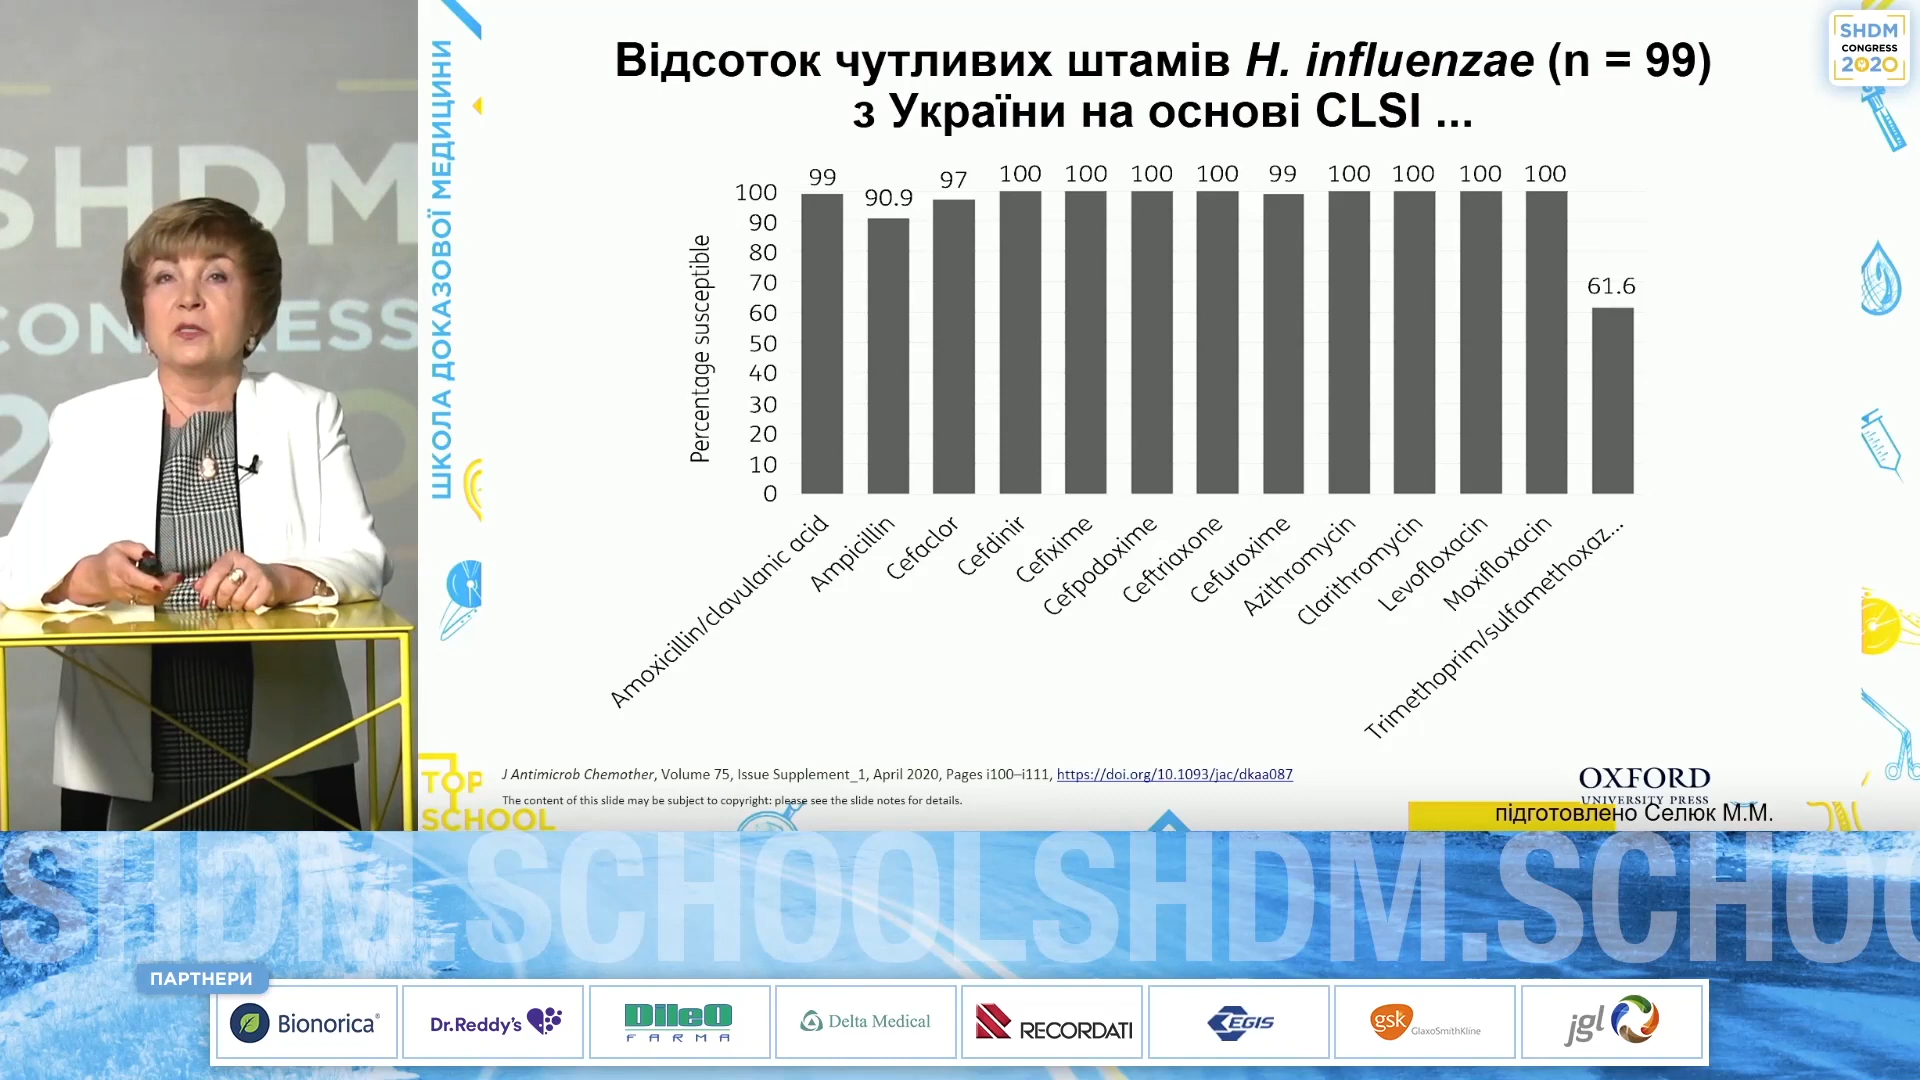 SHDM
CONGRESS
2020
ШКОЛА ДОКАЗОВОЇ МЕДИЦИНИ
Відсоток чутливих штамів H. influenzae (n = 99)
з України на основі CLSI ...
SHDM
CONGRESS
2020
Percentage susceptible
100
90
80
70
60
50
40
30
20
10
0
99
90.9
97
100
100
100
100
99
100
100
100
100
61.6
Amoxicillin/clavulanic acid
Ampicillin
Cefaclor
Cefdinir
Cefixime
Cefpodoxime
Ceftriaxone
Cefuroxime
Azithromycin
Clarithromycin
Levofloxacin
Moxifloxacin
Trimethoprim/sulfamethoxaz...
J Antimicrob Chemother, Volume 75, Issue Supplement_1, April 2020, Pages i100–i111, https://doi.org/10.1093/jac/dkaa087
The content of this slide may be subject to copyright: please see the slide notes for details.
OXFORD
UNIVERSITY PRESS
підготовлено Селюк М.М.
TOP
SCHOOL
SHDM.SCHOOLSHDM.SCHOO
ПАРТНЕРИ
Bionorica®
Dr.Reddy's
DileO
FARMA
Delta Medical
RECORDATI
EGIS
gsk
GlaxoSmithKline
jgl